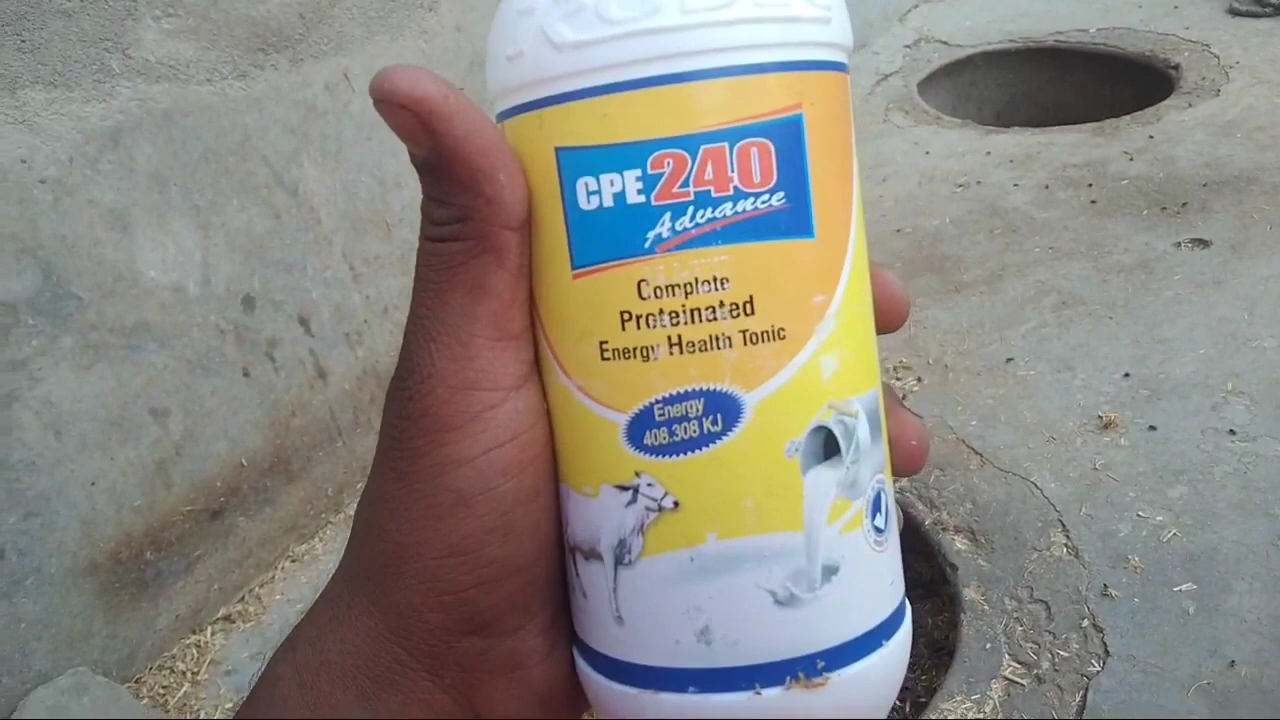 CPE 240
Advance
Complete
Proteinated
Energy Health Tonic
Energy
408.308 KJ